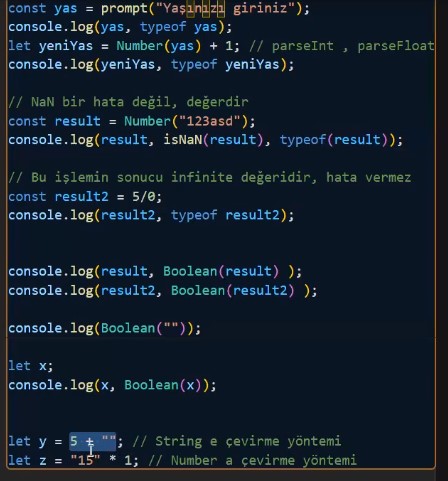 const yas = prompt("Yaşınızı giriniz");
console.log(yas, typeof yas);
let yeniYas = Number(yas) + 1; // parseInt , parseFloat
console.log(yeniYas, typeof yeniYas);
// NaN bir hata değil, değerdir
const result = Number("123asd");
console.log(result, isNaN(result), typeof(result));
// Bu işlemin sonucu infinite değeridir, hata vermez
const result2 = 5/0;
console.log(result2, typeof result2);
console.log(result, Boolean(result) );
console.log(result2, Boolean(result2) );
console.log(Boolean(""));
let x;
console.log(x, Boolean(x));
let y = 5 + ""; // String e çevirme yöntemi
let z = "15" * 1; // Number a çevirme yöntemi